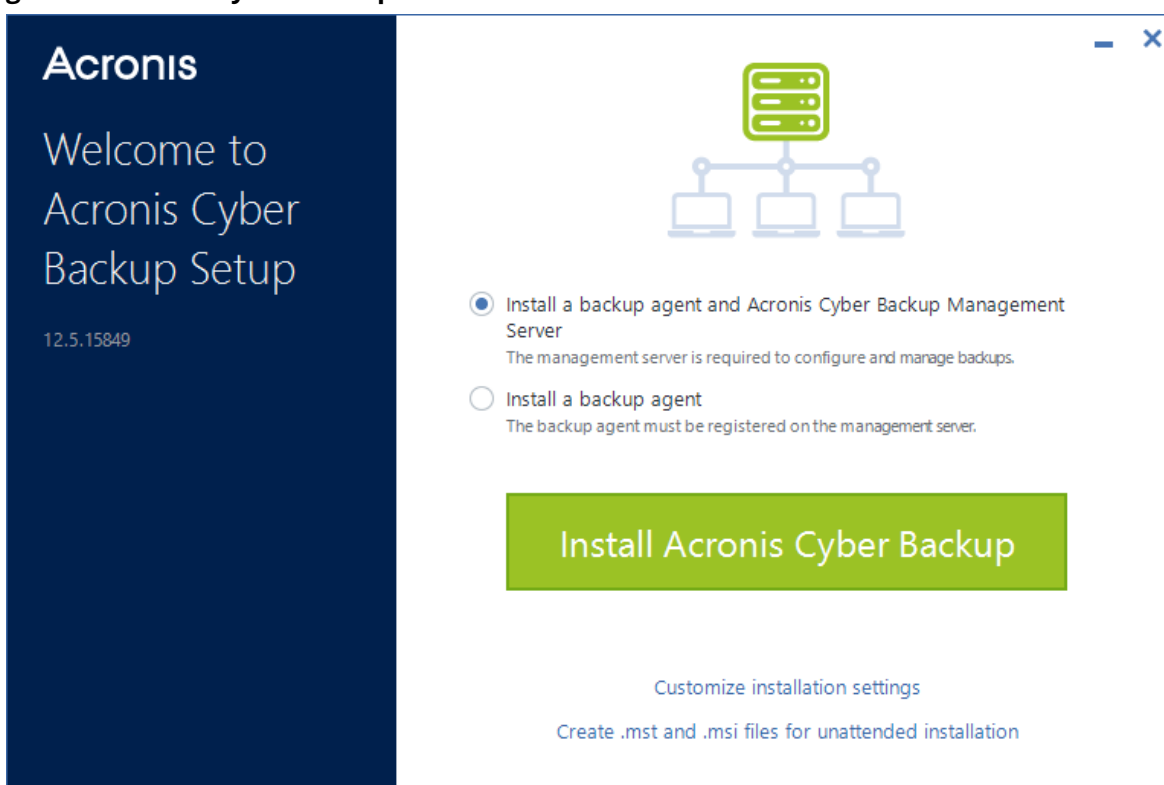 Acronis
Welcome to
Acronis Cyber
Backup Setup
12.5.15849
Install a backup agent and Acronis Cyber Backup Management
Server
The management server is required to configure and manage backups.
Install a backup agent
The backup agent must be registered on the management server.
Install Acronis Cyber Backup
Customize installation settings
Create .mst and .msi files for unattended installation